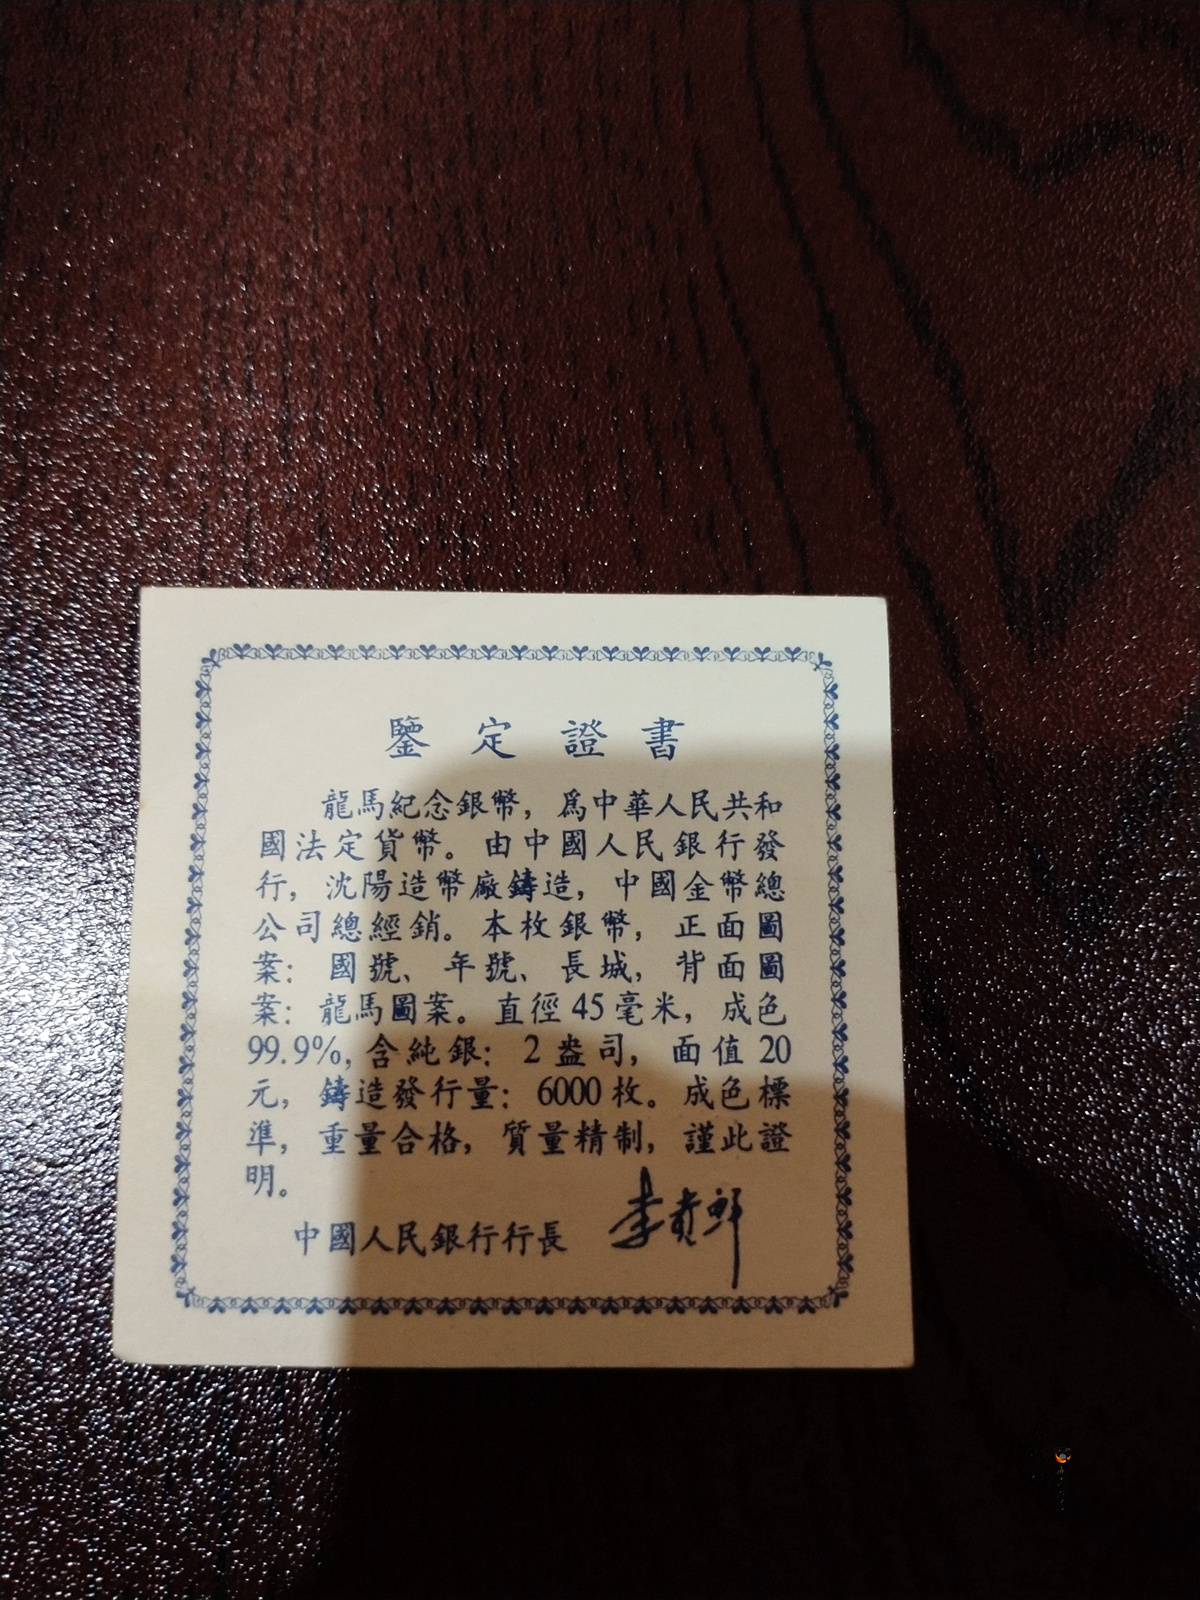 鑒定證書
龍馬紀念銀幣，爲中華人民共和
國法定貨幣。由中國人民銀行發
行，沈陽造幣廠鑄造，中國金幣總
公司總經銷。本枚銀幣，正面圖
案：國號、年號、長城，背面圖
案：龍馬圖案。直徑45毫米，成色
99.9%，含純銀：2盎司，面值20
元，鑄造發行量：6000枚。成色標
準，重量合格，質量精制，謹此證
明。
中國人民銀行行長 李貴鮮